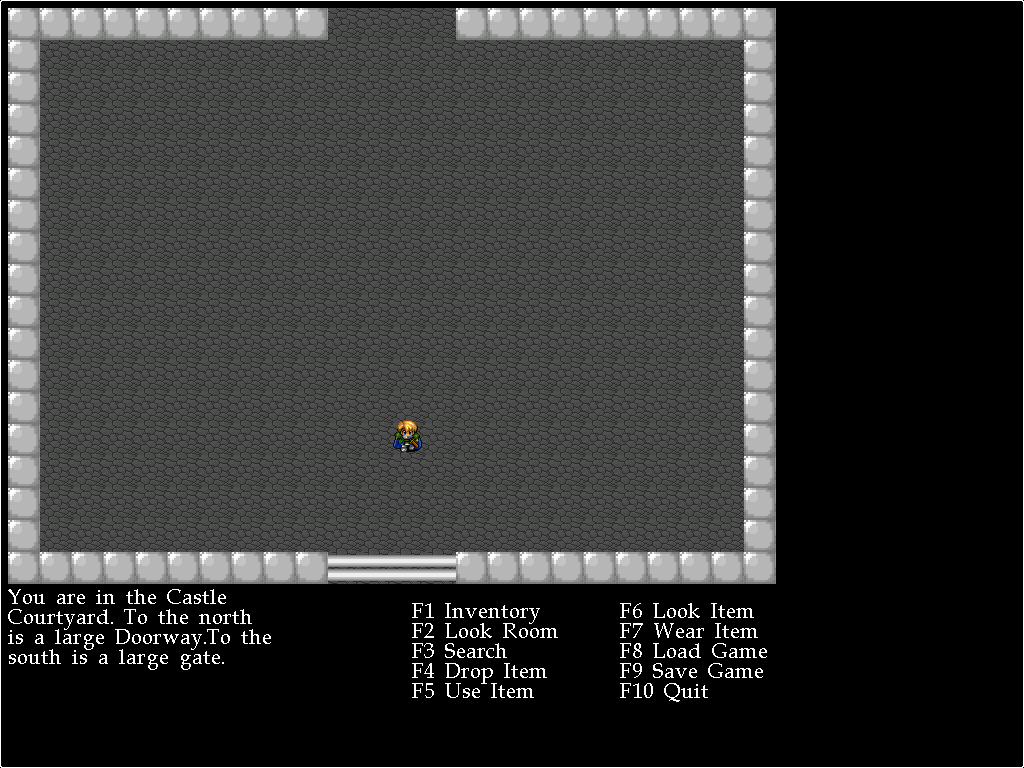 You are in the Castle
Courtyard. To the north
is a large Doorway.To the
south is a large gate.
F1 Inventory
F2 Look Room
F3 Search
F4 Drop Item
F5 Use Item
F6 Look Item
F7 Wear Item
F8 Load Game
F9 Save Game
F10 Quit